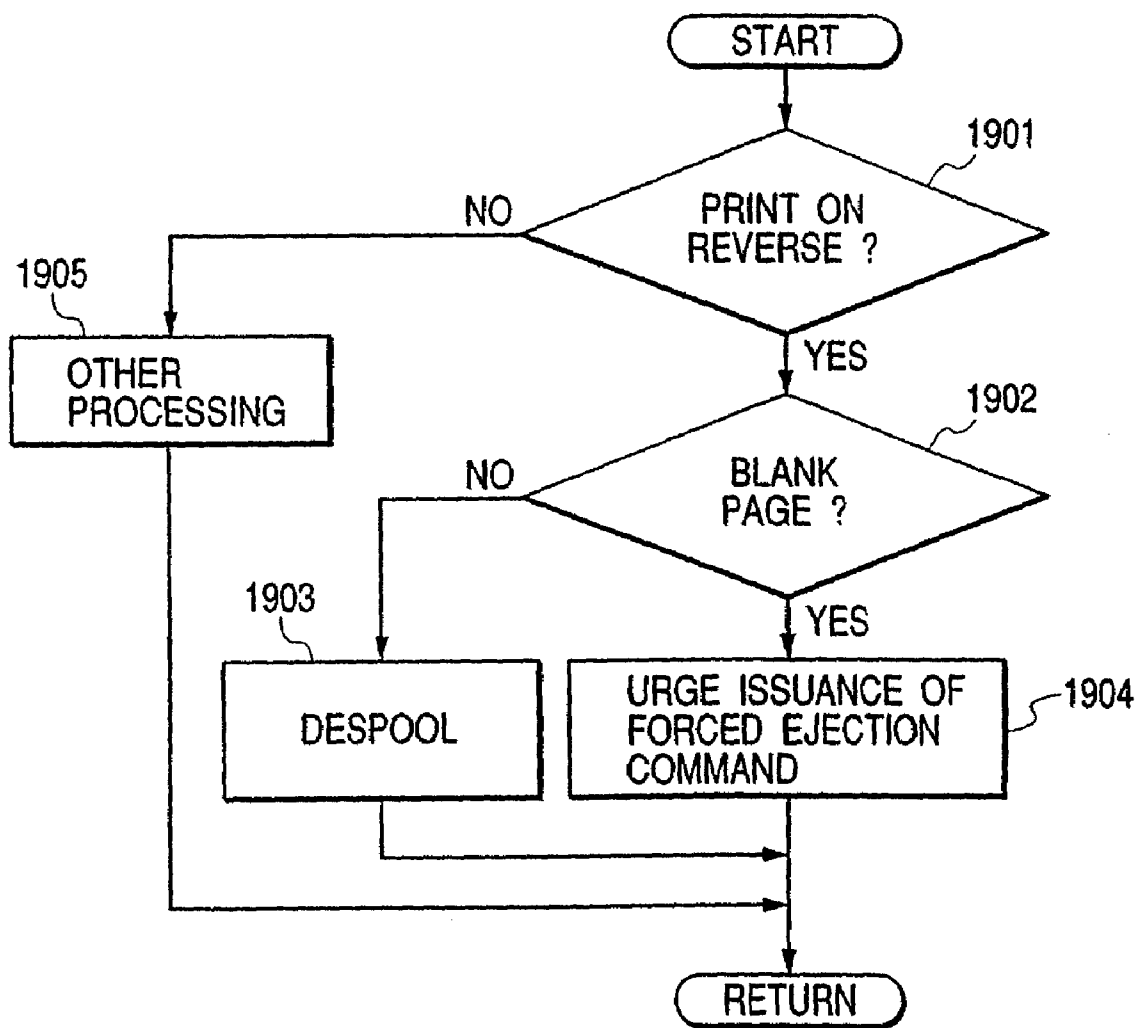 START
1901
PRINT ON
REVERSE ?
NO
YES
1905
OTHER
PROCESSING
1902
BLANK
PAGE ?
NO
YES
1903
DESPOOL
1904
URGE ISSUANCE OF
FORCED EJECTION
COMMAND
RETURN